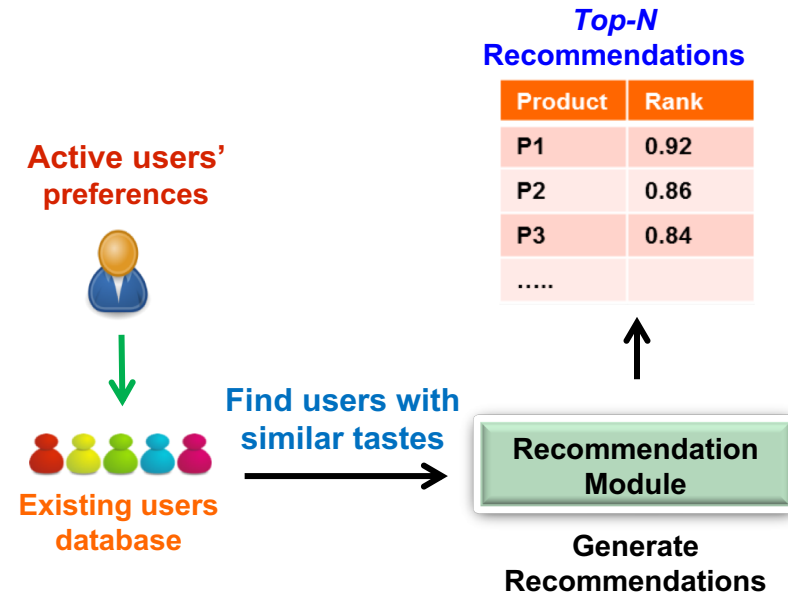 Top-N
Recommendations
Product Rank
P1 0.92
P2 0.86
P3 0.84
.....
Active users’
preferences
Find users with
similar tastes
Existing users
database
Recommendation
Module
Generate
Recommendations